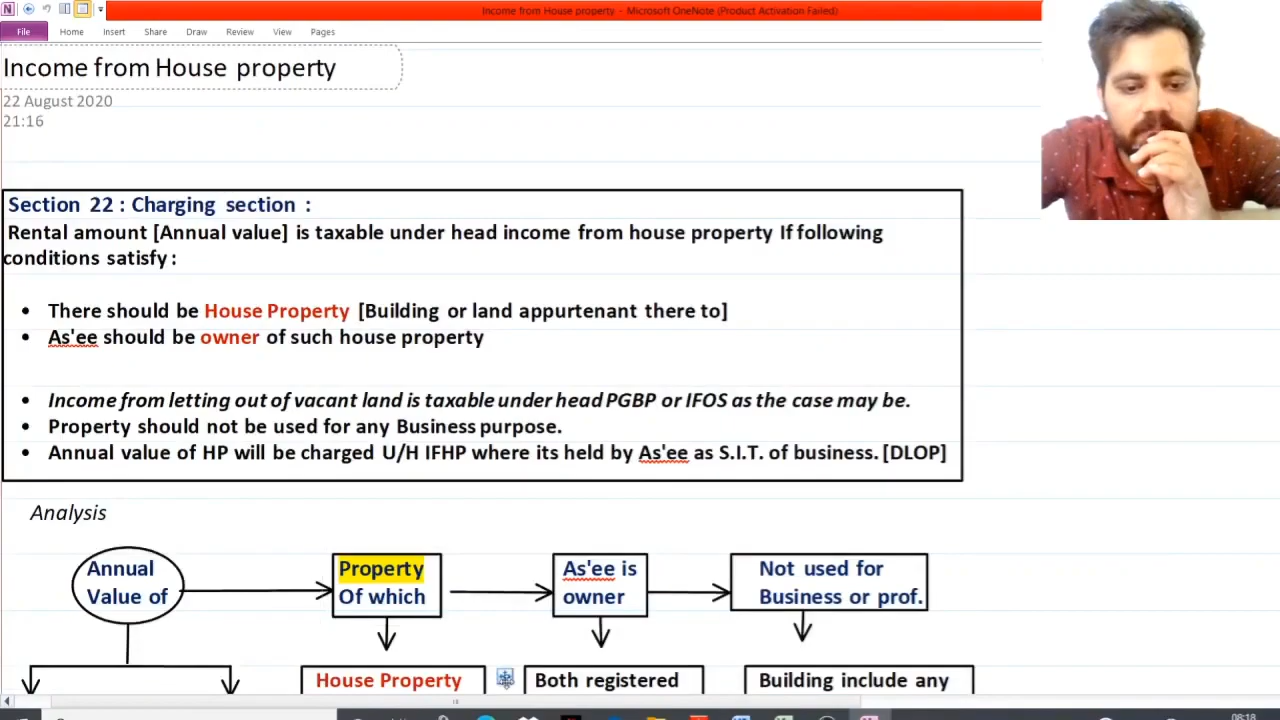 Income from House property - Microsoft OneNote (Product Activation Failed)
File Home Insert Share Draw Review View Pages
Income from House property
22 August 2020
21:16
Section 22 : Charging section :
Rental amount [Annual value] is taxable under head income from house property If following
conditions satisfy :
• There should be House Property [Building or land appurtenant there to]
• As'ee should be owner of such house property
• Income from letting out of vacant land is taxable under head PGBP or IFOS as the case may be.
• Property should not be used for any Business purpose.
• Annual value of HP will be charged U/H IFHP where its held by As'ee as S.I.T. of business. [DLOP]
Analysis
Annual
Value of
Property
Of which
As'ee is
owner
Not used for
Business or prof.
House Property
Both registered
Building include any
08:18